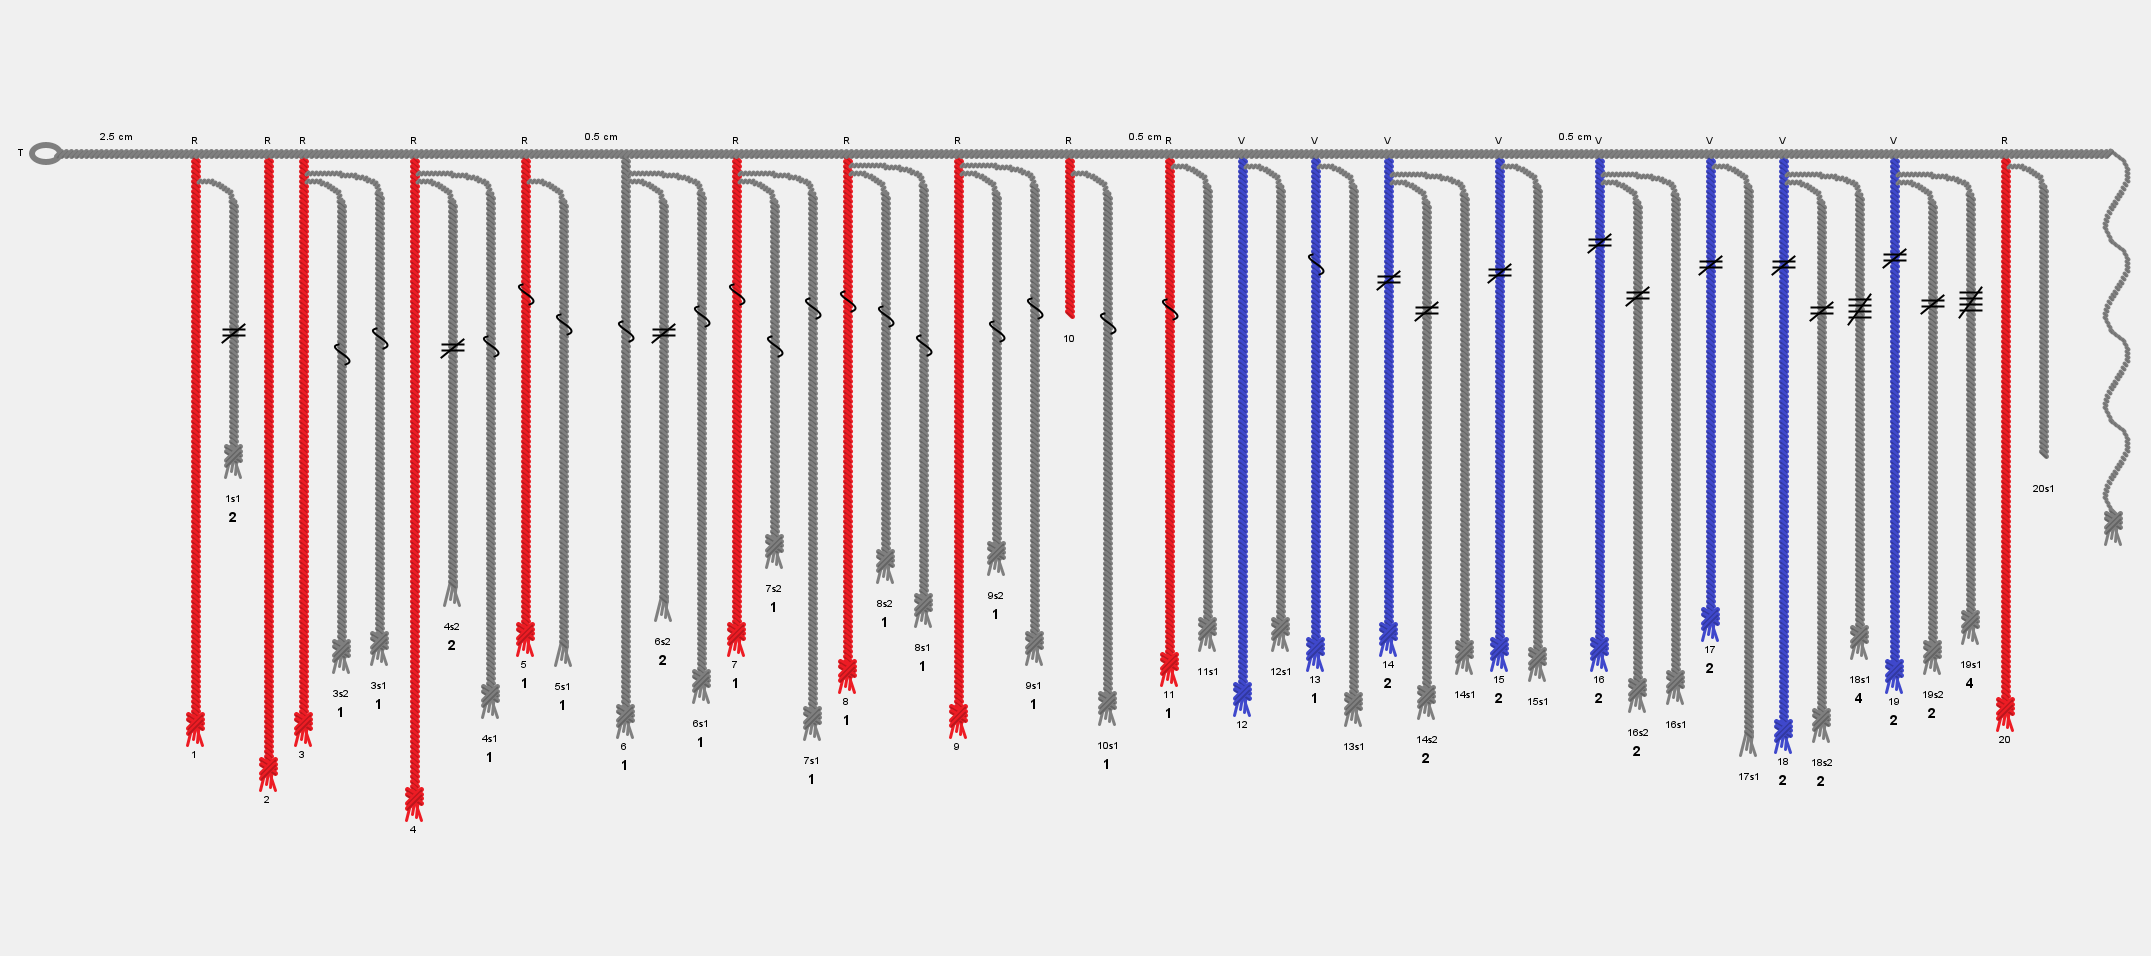 2.5 cm 0.5 cm 0.5 cm 0.5 cm
T R R R R R R R R R R V V V V V V V V R
10
20s1
1s1
2
7s2
1
9s2
1
8s2
1
4s2
2
6s2
2
8s1
1
5
1
7
1
14
2
17
2
19s1
4
11s1
12s1
13
1
15
2
16
2
18s1
4
3s1
1
9s1
1
5s1
1
3s2
1
11
1
14s1
19s2
2
8
1
15s1
19
2
6s1
1
12
16s1
16s2
2
4s1
1
14s2
2
20
6
1
9
10s1
1
13s1
1
3
7s1
1
18
2
18s2
2
17s1
2
4